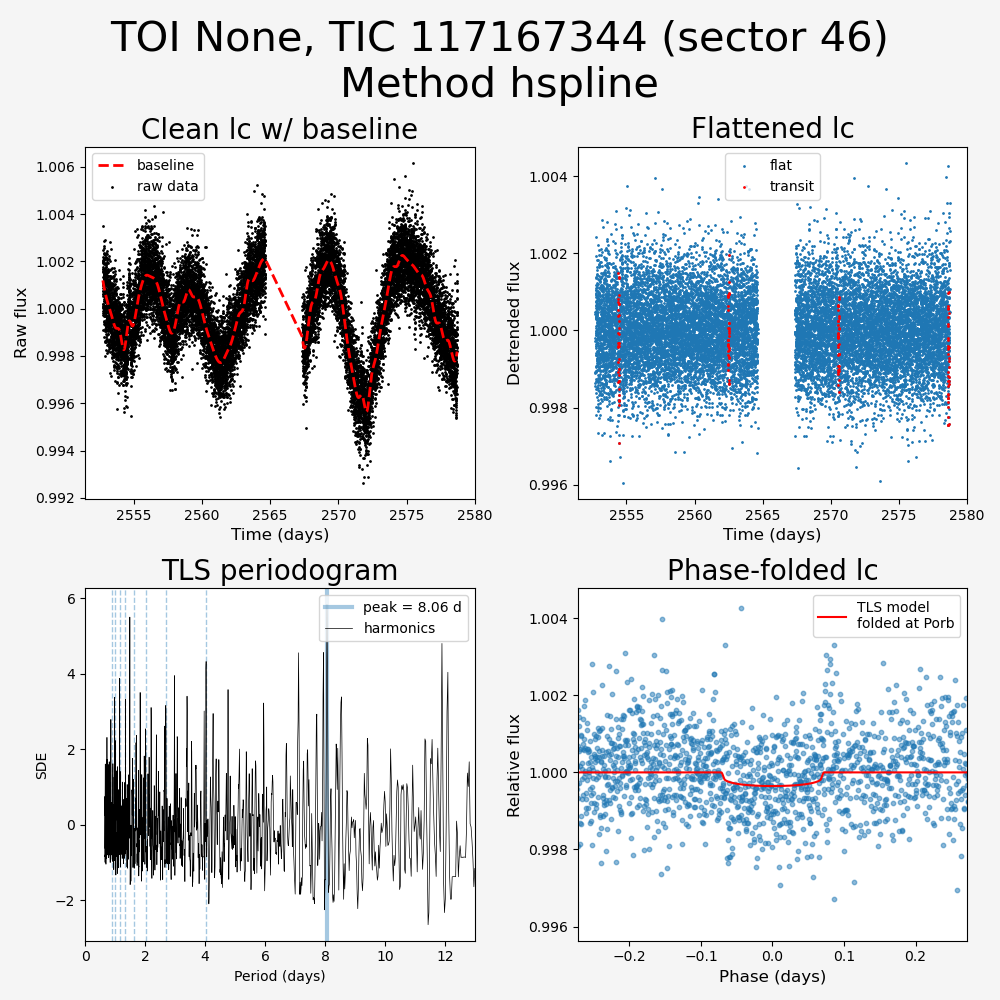 TOI None, TIC 117167344 (sector 46)
Method hspline
Clean lc w/ baseline
Flattened lc
baseline
raw data
flat
transit
1.006
1.004
1.002
1.000
0.998
0.996
0.994
0.992
Raw flux
2555
2560
2565
2570
2575
2580
Time (days)
1.004
1.002
1.000
0.998
0.996
Detrended flux
2555
2560
2565
2570
2575
2580
Time (days)
TLS periodogram
Phase-folded lc
peak = 8.06 d
harmonics
6
4
2
0
−2
SDE
0
2
4
6
8
10
12
Period (days)
TLS model
folded at Porb
1.004
1.002
1.000
0.998
0.996
Relative flux
−0.2
−0.1
0.0
0.1
0.2
Phase (days)